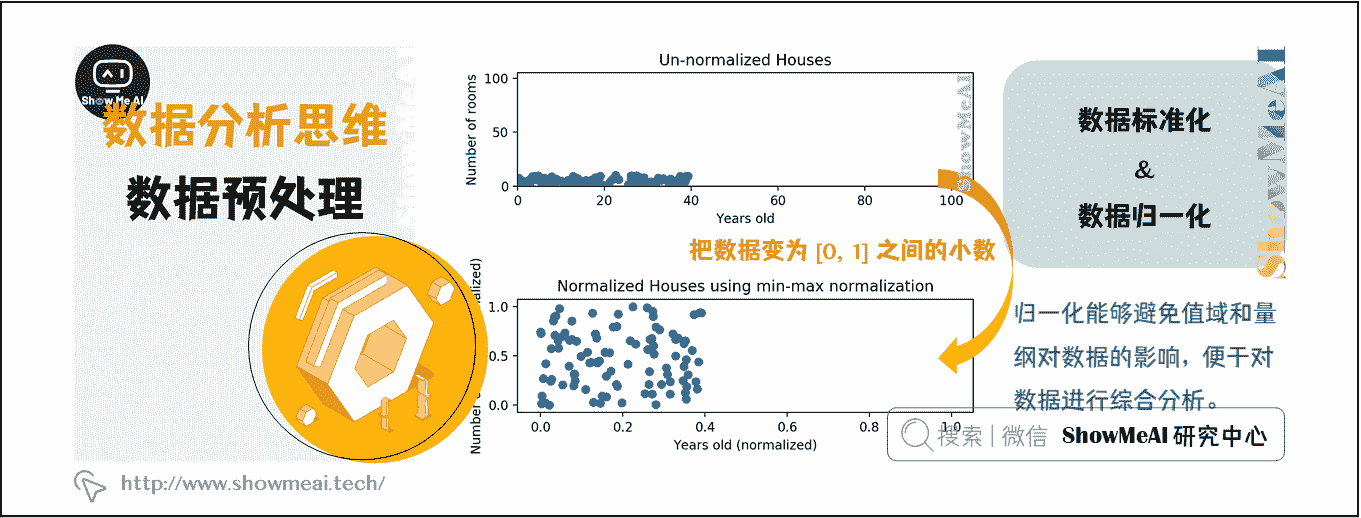 Show Me AI
数据分析思维
数据预处理
http://www.showmeai.tech/
Un-normalized Houses
Number of rooms
100
50
0
0 20 40 60 80 100
Years old
ShowMeAI
把数据变为 [0, 1] 之间的小数
Normalized Houses using min-max normalization
1.0
0.5
0.0
0.0 0.2 0.4 0.6 0.8 1.0
Years old (normalized)
数据标准化
&
数据归一化
ShowMeAI
归一化能够避免值域和量
纲对数据的影响，便于对
数据进行综合分析。
搜索 | 微信 ShowMeAI 研究中心